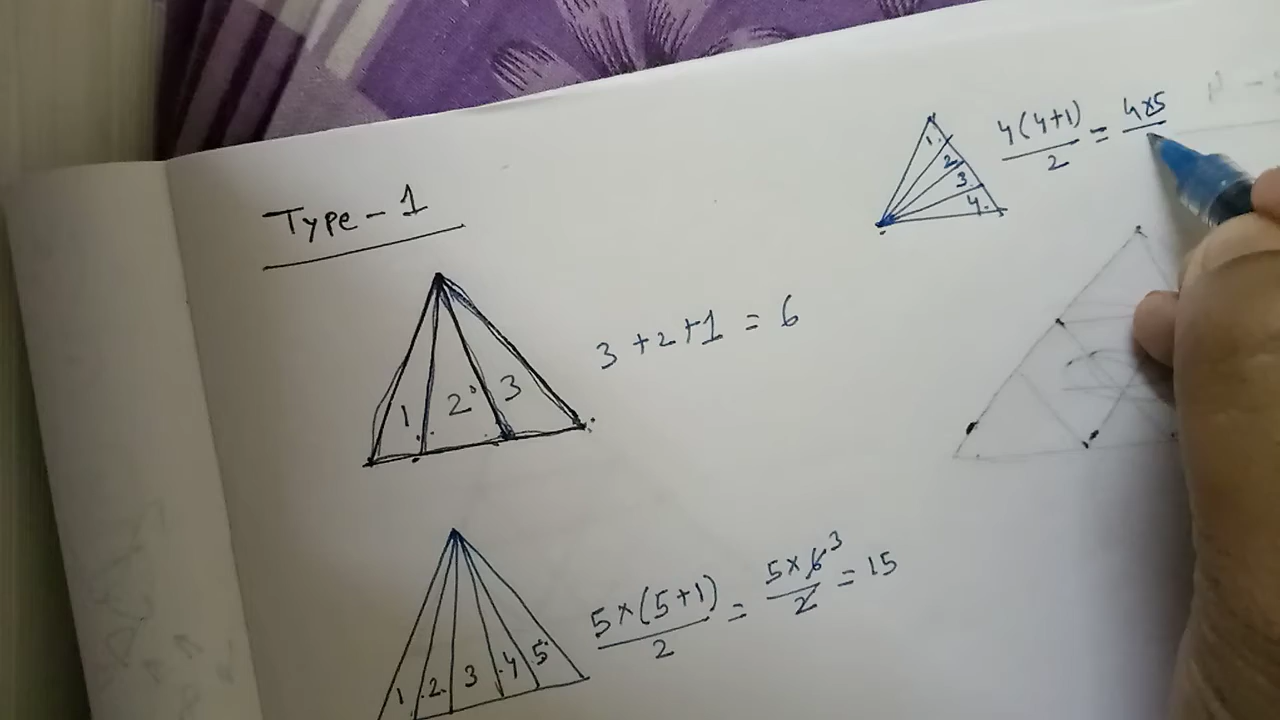 Type - 1
1 2 3
3 + 2 + 1 = 6
1 2 3 4 5
5 × (5 + 1) / 2 = 5 × 6 3 / 2 = 15
1 2 3 4
4 (4 + 1) / 2 = 4 × 5